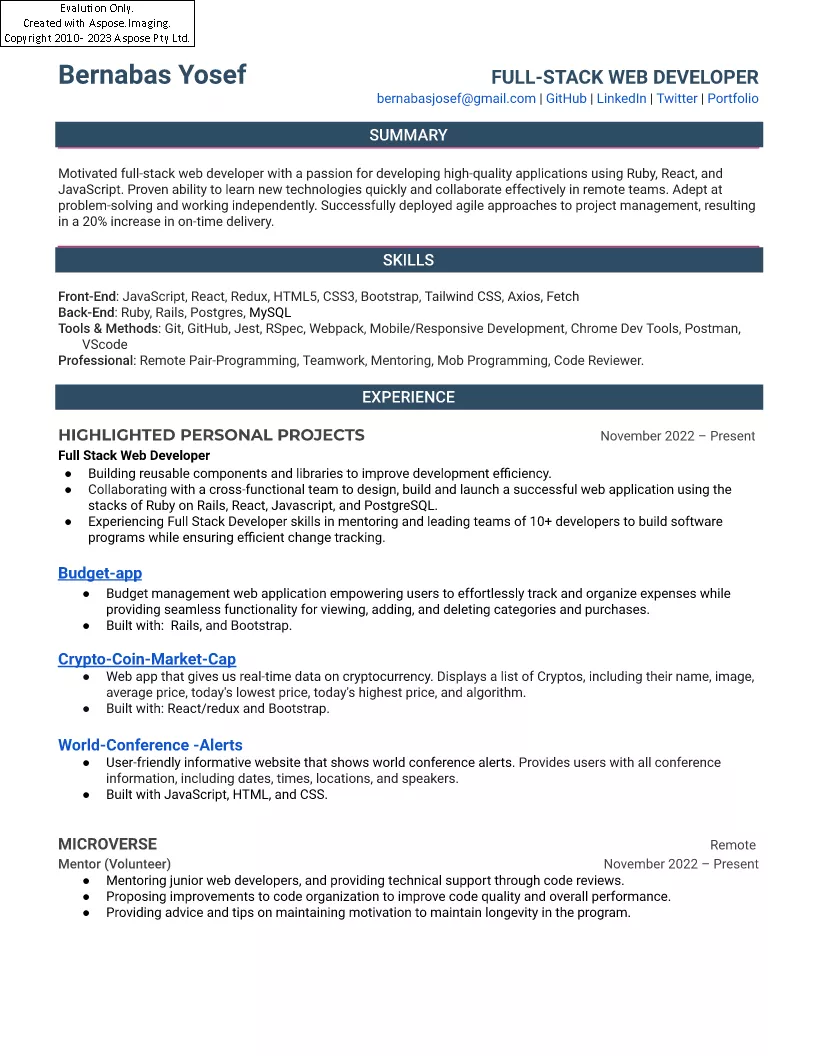 Evalution Only.
Created with Aspose.Imaging.
Copyright 2010- 2023 Aspose Pty Ltd.
Bernabas Yosef
FULL-STACK WEB DEVELOPER
bernabasjosef@gmail.com | GitHub | LinkedIn | Twitter | Portfolio
SUMMARY
Motivated full-stack web developer with a passion for developing high-quality applications using Ruby, React, and
JavaScript. Proven ability to learn new technologies quickly and collaborate effectively in remote teams. Adept at
problem-solving and working independently. Successfully deployed agile approaches to project management, resulting
in a 20% increase in on-time delivery.
SKILLS
Front-End: JavaScript, React, Redux, HTML5, CSS3, Bootstrap, Tailwind CSS, Axios, Fetch
Back-End: Ruby, Rails, Postgres, MySQL
Tools & Methods: Git, GitHub, Jest, RSpec, Webpack, Mobile/Responsive Development, Chrome Dev Tools, Postman,
VScode
Professional: Remote Pair-Programming, Teamwork, Mentoring, Mob Programming, Code Reviewer.
EXPERIENCE
HIGHLIGHTED PERSONAL PROJECTS November 2022 – Present
Full Stack Web Developer
● Building reusable components and libraries to improve development efficiency.
● Collaborating with a cross-functional team to design, build and launch a successful web application using the
stacks of Ruby on Rails, React, Javascript, and PostgreSQL.
● Experiencing Full Stack Developer skills in mentoring and leading teams of 10+ developers to build software
programs while ensuring efficient change tracking.
Budget-app
● Budget management web application empowering users to effortlessly track and organize expenses while
providing seamless functionality for viewing, adding, and deleting categories and purchases.
● Built with: Rails, and Bootstrap.
Crypto-Coin-Market-Cap
● Web app that gives us real-time data on cryptocurrency. Displays a list of Cryptos, including their name, image,
average price, today's lowest price, today's highest price, and algorithm.
● Built with: React/redux and Bootstrap.
World-Conference -Alerts
● User-friendly informative website that shows world conference alerts. Provides users with all conference
information, including dates, times, locations, and speakers.
● Built with JavaScript, HTML, and CSS.
MICROVERSE Remote
Mentor (Volunteer) November 2022 – Present
● Mentoring junior web developers, and providing technical support through code reviews.
● Proposing improvements to code organization to improve code quality and overall performance.
● Providing advice and tips on maintaining motivation to maintain longevity in the program.